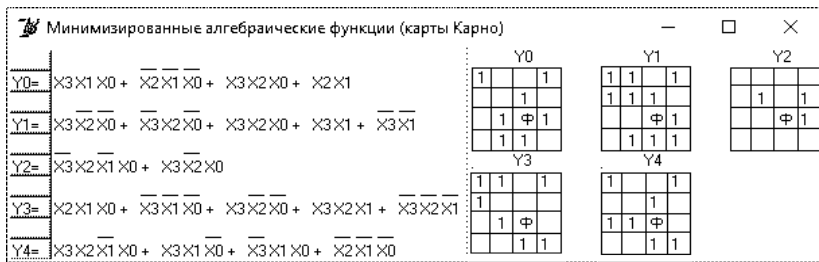 Минимизированные алгебраические функции (карты Карно)
Y0= X3X1X0 + X2X1X0 + X3X2X0 + X2X1
Y1= X3X2X0 + X3X2X0 + X3X2X0 + X3X1 + X3X1
Y2= X3X2X1X0 + X3X2X0
Y3= X2X1X0 + X3X1X0 + X3X2X0 + X3X2X1 + X3X2X1
Y4= X3X2X1X0 + X3X1X0 + X3X1X0 + X2X1X0
Y0
1 1
1
1 Ф 1
1 1
Y1
1 1 1
1 1 1
Ф 1
1 1 1
Y2
1 1
Ф 1
Y3
1 1 1
1
1 Ф
1 1
Y4
1 1
1
1 1 Ф
1 1